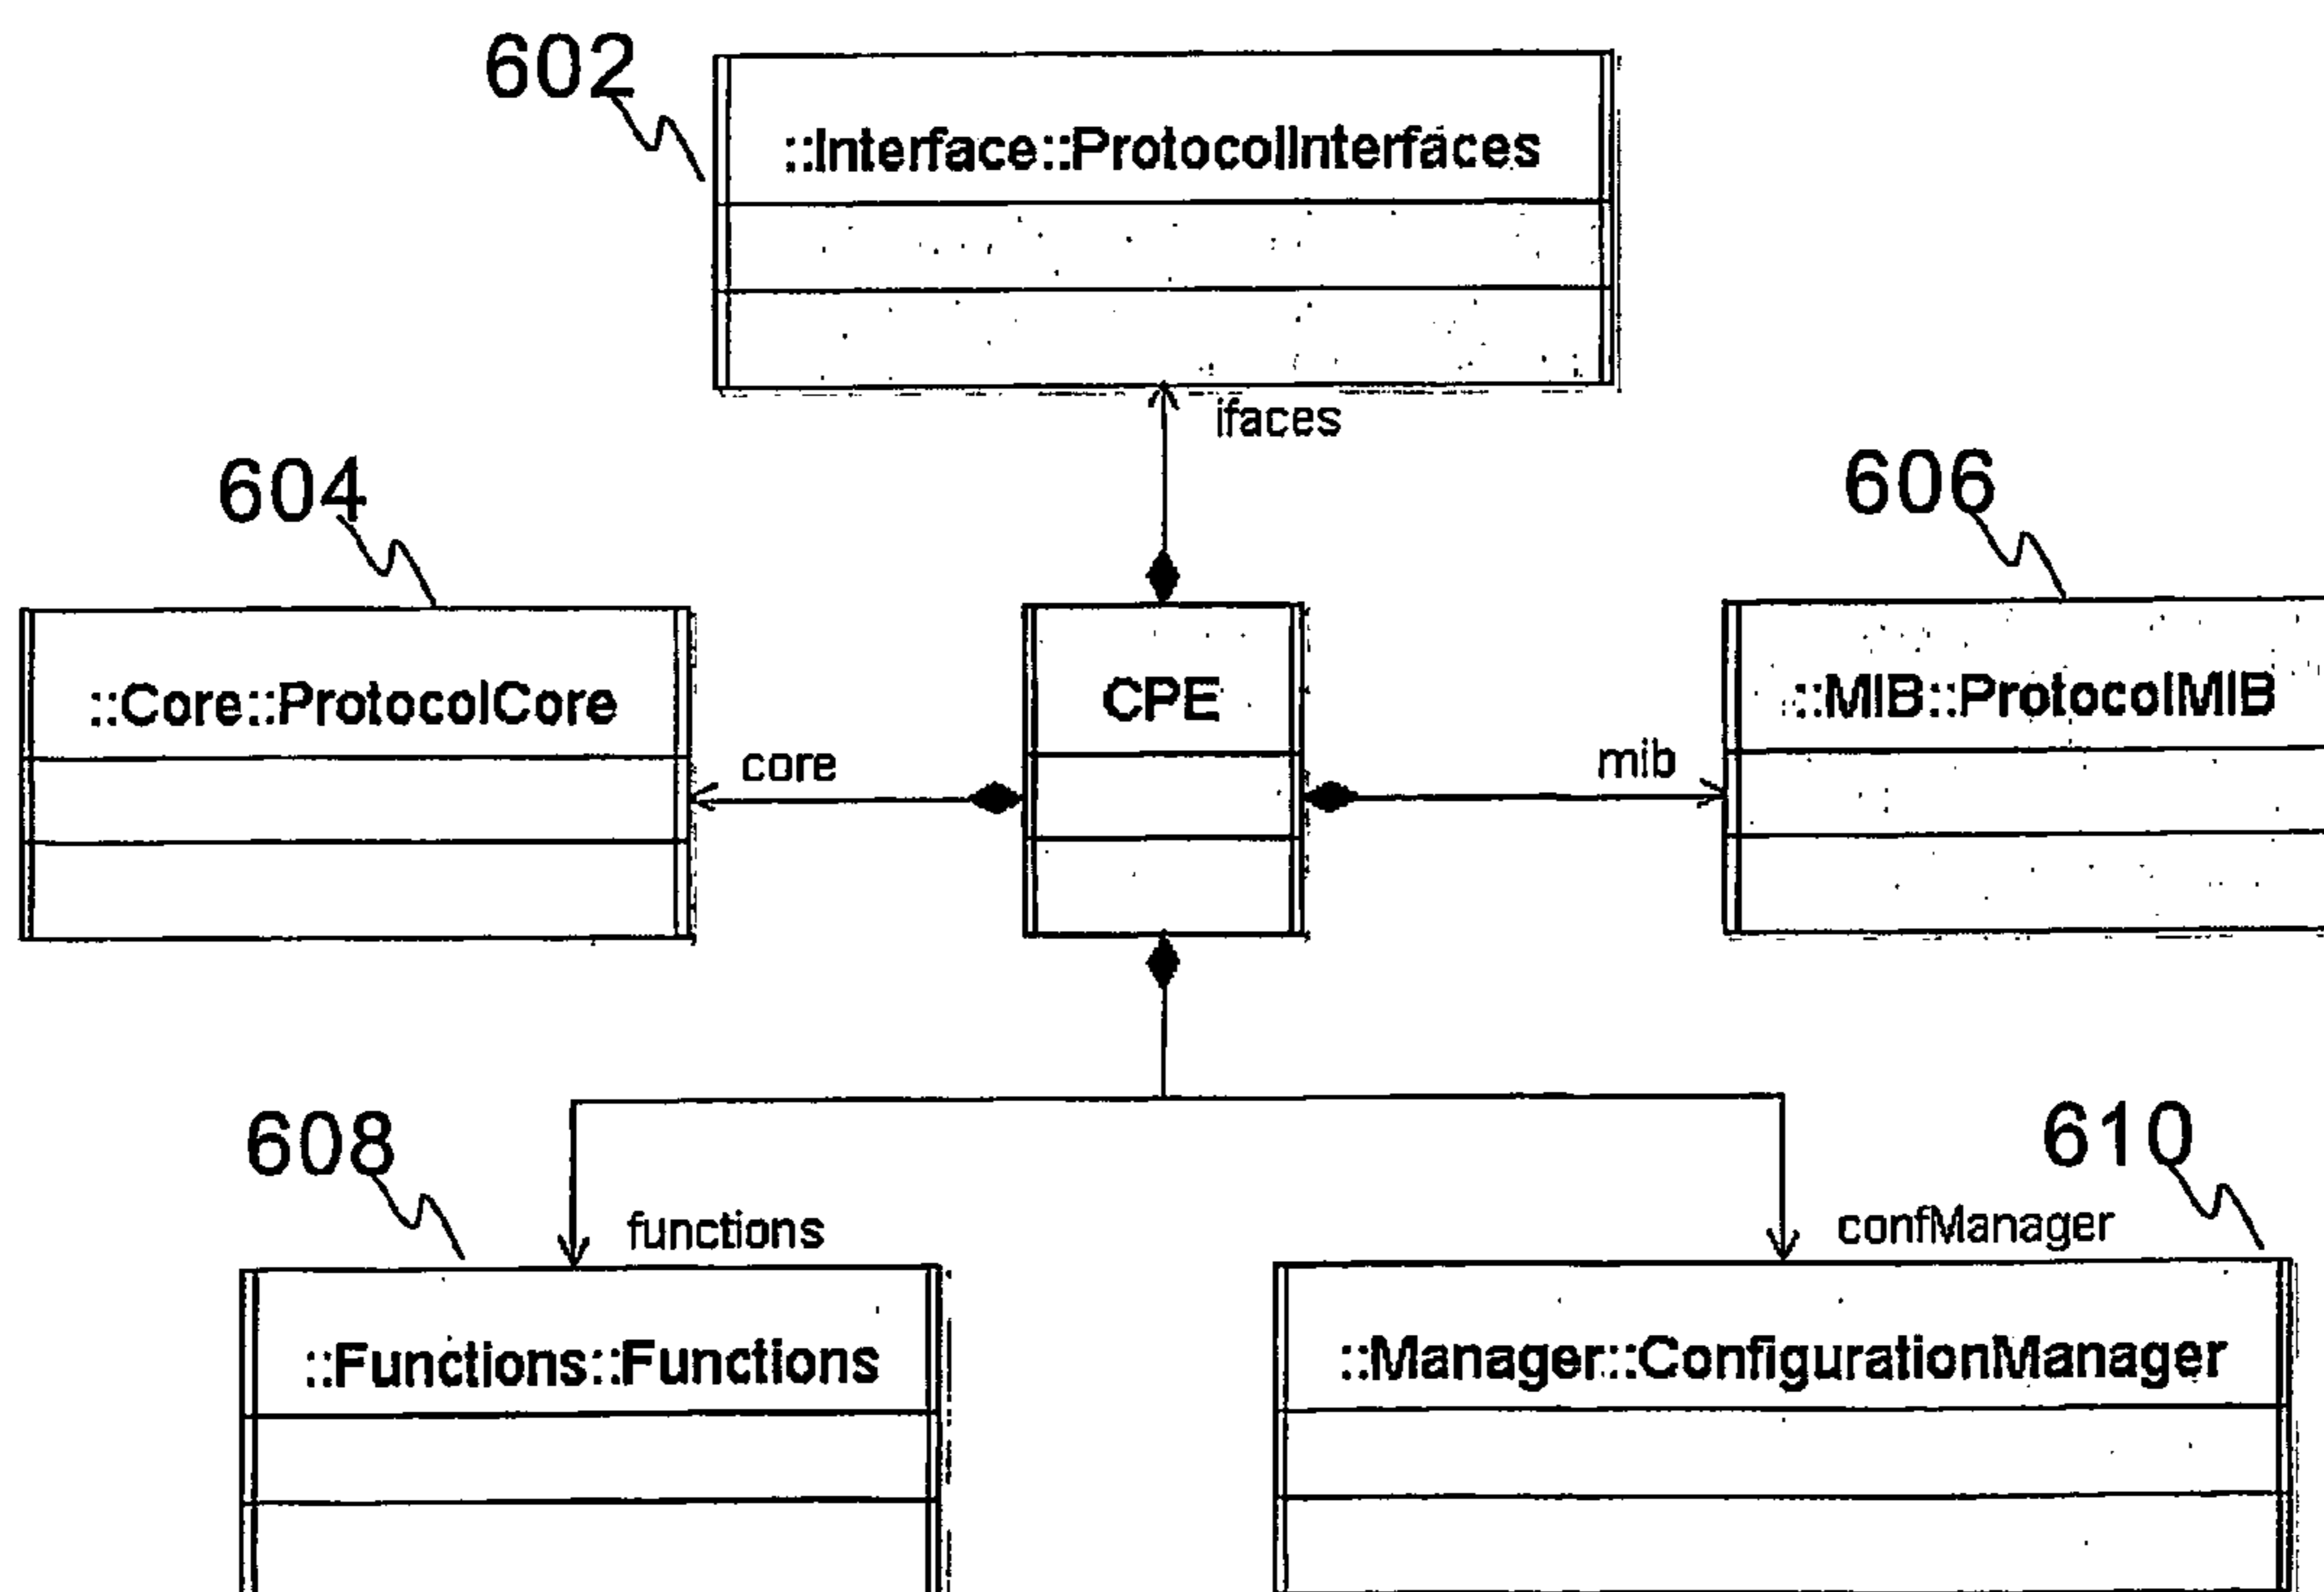 602
::Interface::ProtocolInterfaces
ifaces
604
606
::Core::ProtocolCore
CPE
::MIB::ProtocolMIB
core
mib
608
610
functions
confManager
::Functions::Functions
::Manager::ConfigurationManager